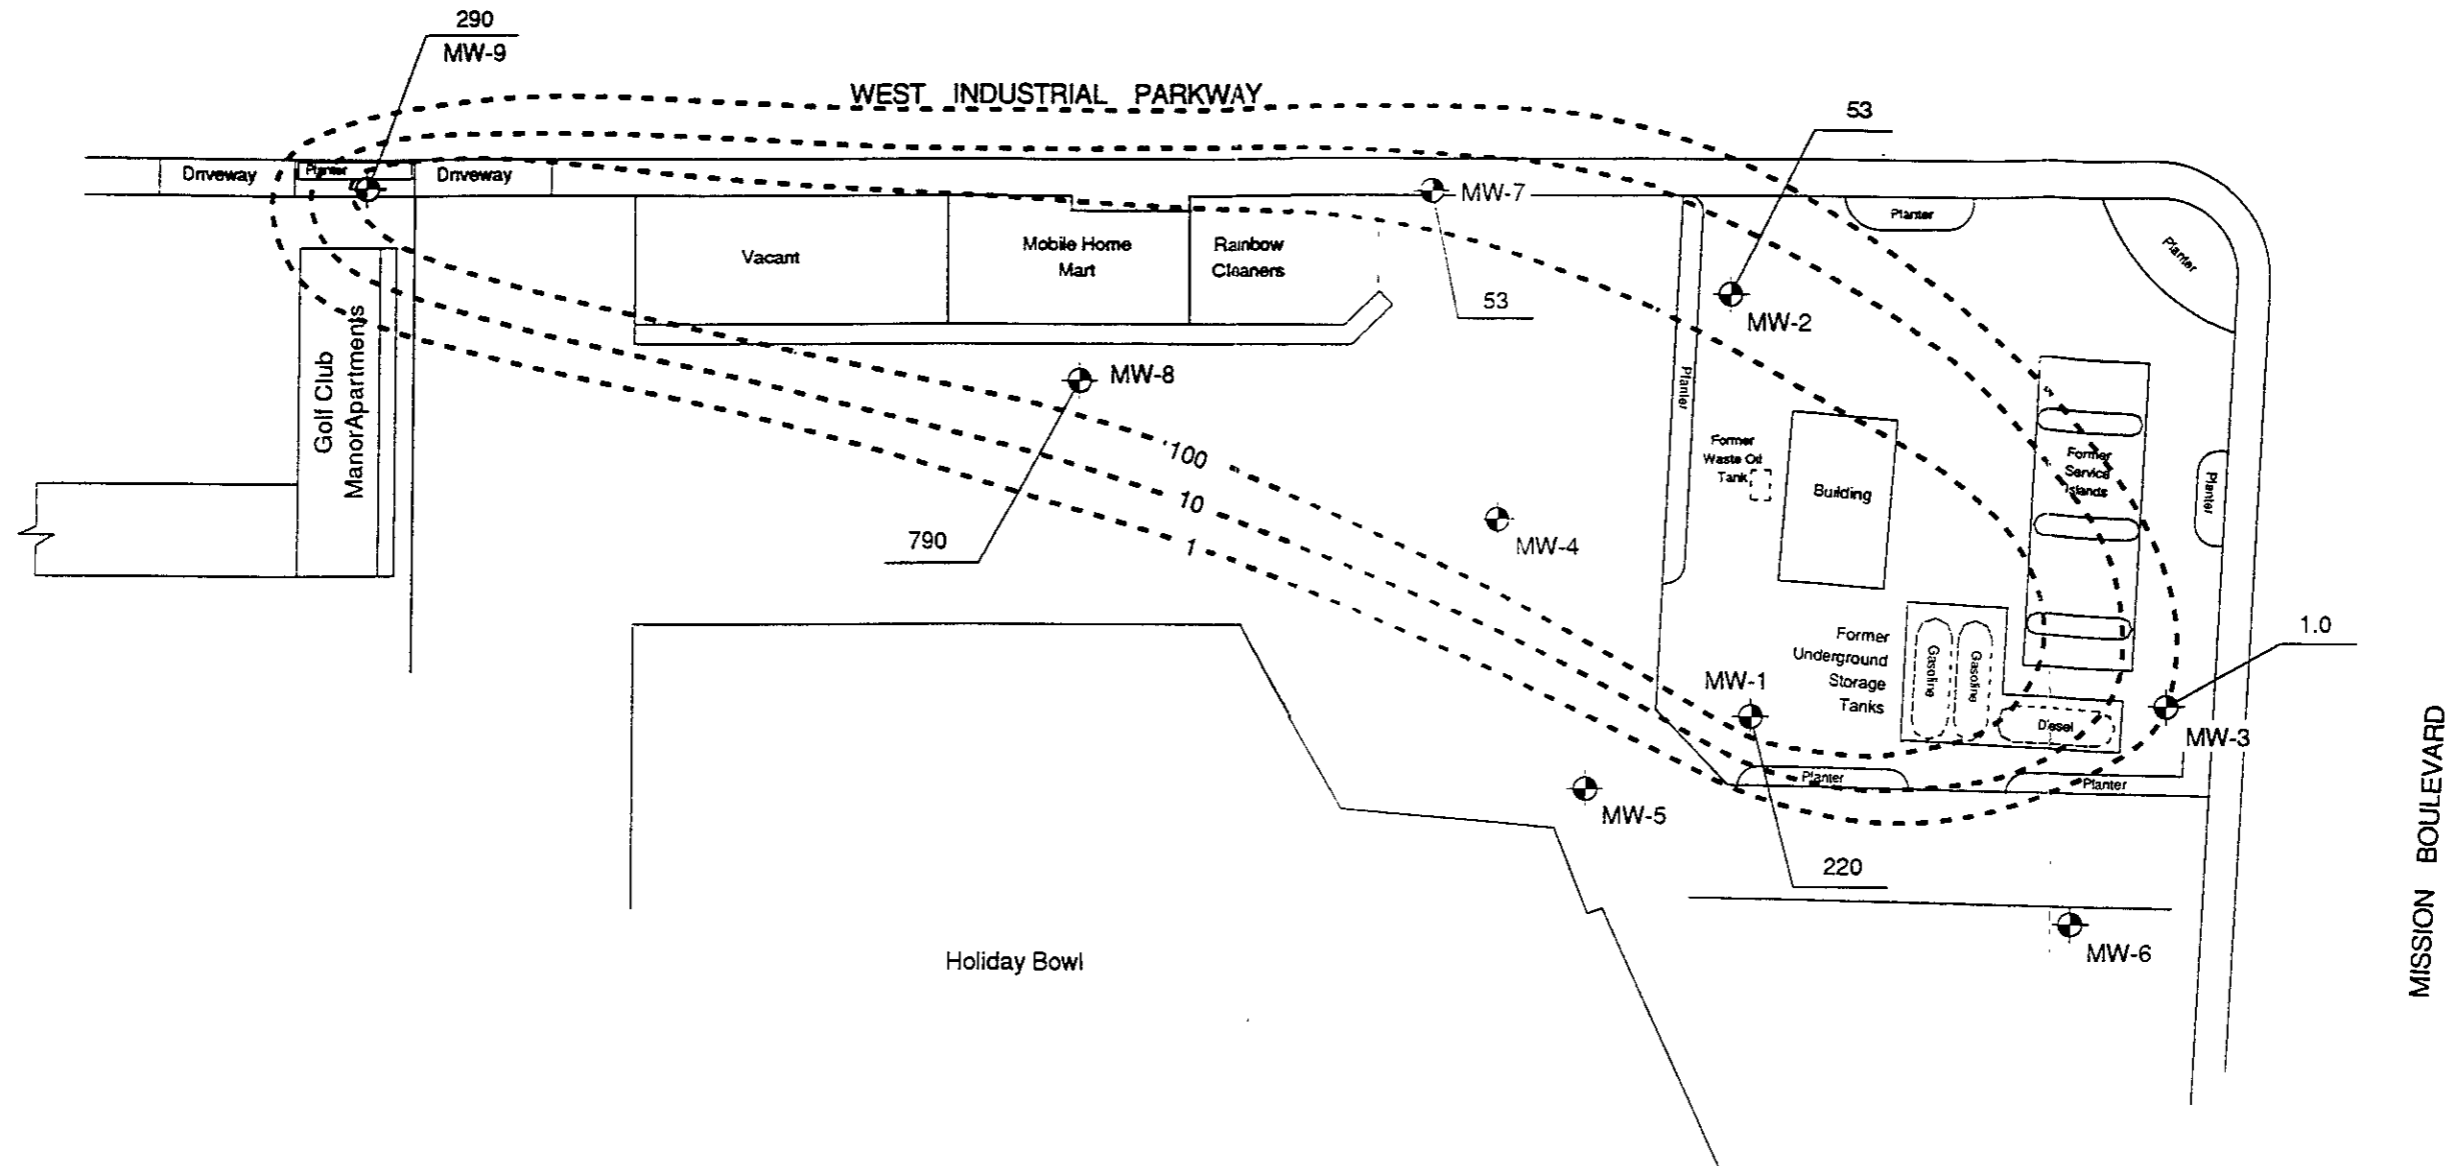 290
MW-9
WEST INDUSTRIAL PARKWAY
53
Driveway
Planter
Driveway
MW-7
Planter
Planter
Vacant
Mobile Home
Mart
Rainbow
Cleaners
53
MW-2
Golf Club
ManorApartments
MW-8
Planter
100
10
1
Former
Waste Oil
Tank
Building
Former
Service
Islands
Planter
790
MW-4
1.0
Former
Underground
Storage
Tanks
Gasoline
Gasoline
Diesel
MW-1
MW-3
Planter
Planter
MW-5
220
MISSION BOULEVARD
MW-6
Holiday Bowl